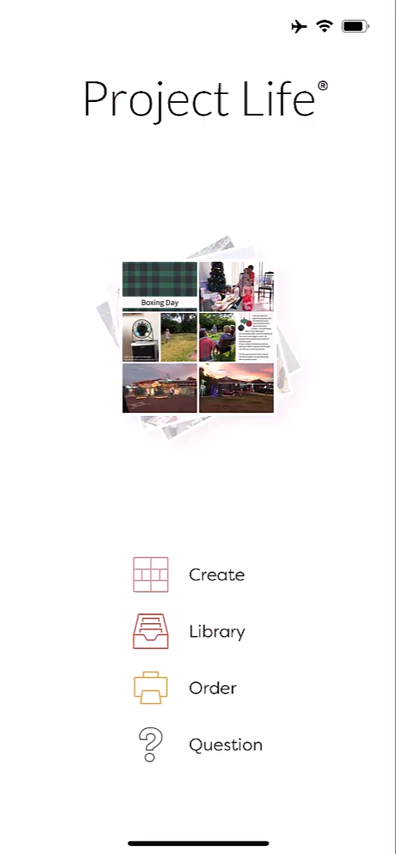 Project Life®
Boxing Day
Create
Library
Order
Question